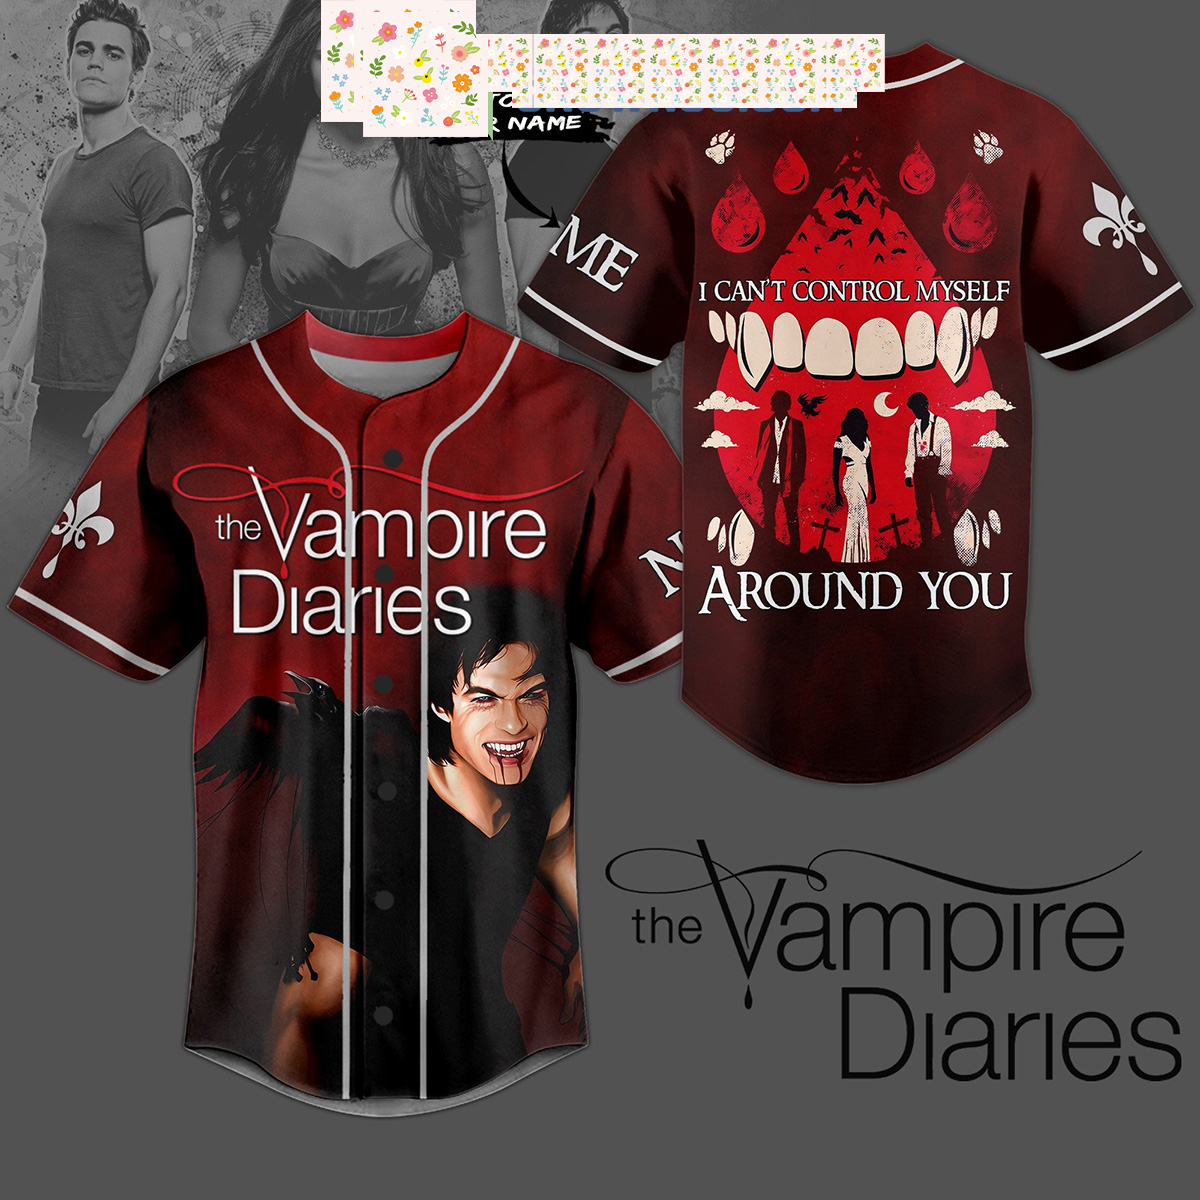 NAME
ME
I CAN'T CONTROL MYSELF
AROUND YOU
the Vampire
Diaries
N
the Vampire
Diaries